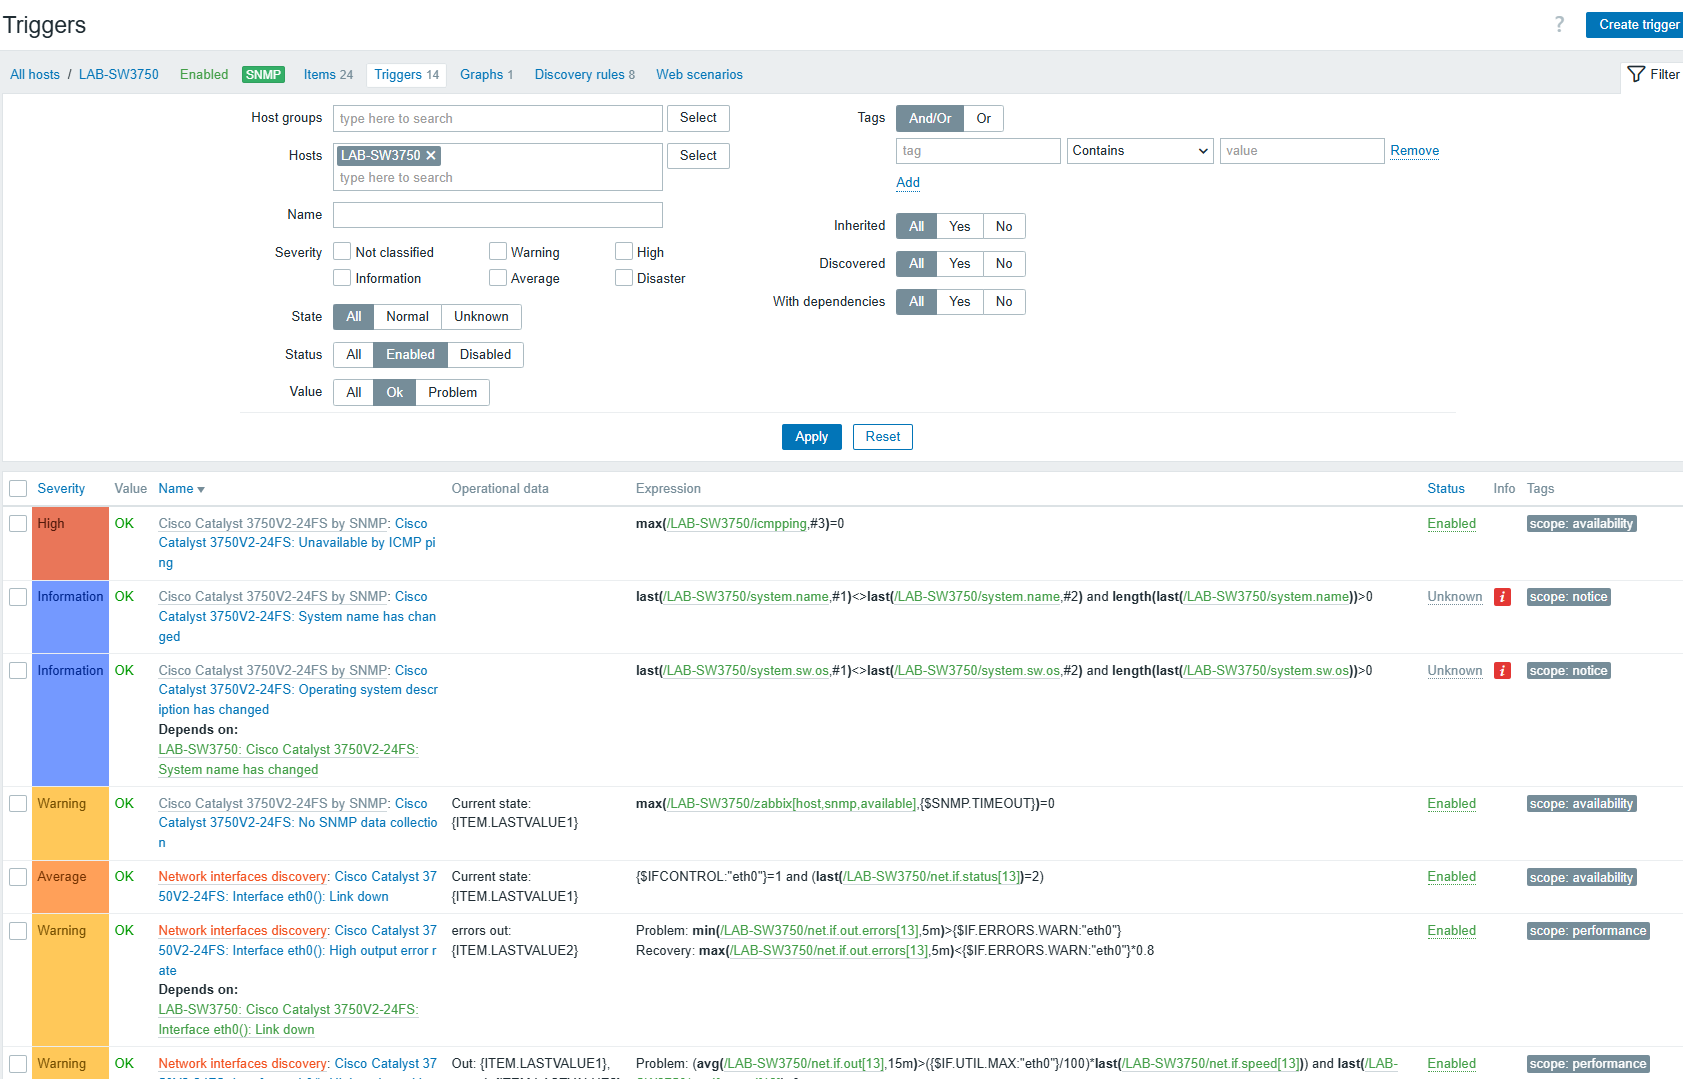 Triggers
?
Create trigger
All hosts / LAB-SW3750 Enabled SNMP Items 24 Triggers 14 Graphs 1 Discovery rules 8 Web scenarios
Filter
Host groups type here to search Select
Hosts LAB-SW3750 ✕ Select
type here to search
Name
Severity Not classified Warning High
Information Average Disaster
State All Normal Unknown
Status All Enabled Disabled
Value All Ok Problem
Tags And/Or Or
tag Contains value Remove
Add
Inherited All Yes No
Discovered All Yes No
With dependencies All Yes No
Apply Reset
Severity Value Name Operational data Expression Status Info Tags
High OK Cisco Catalyst 3750V2-24FS by SNMP: Cisco max(/LAB-SW3750/icmpping,#3)=0 Enabled scope: availability
Catalyst 3750V2-24FS: Unavailable by ICMP pi
ng
Information OK Cisco Catalyst 3750V2-24FS by SNMP: Cisco last(/LAB-SW3750/system.name,#1)<>last(/LAB-SW3750/system.name,#2) and length(last(/LAB-SW3750/system.name))>0 Unknown i scope: notice
Catalyst 3750V2-24FS: System name has chan
ged
Information OK Cisco Catalyst 3750V2-24FS by SNMP: Cisco last(/LAB-SW3750/system.sw.os,#1)<>last(/LAB-SW3750/system.sw.os,#2) and length(last(/LAB-SW3750/system.sw.os))>0 Unknown i scope: notice
Catalyst 3750V2-24FS: Operating system descr
iption has changed
Depends on:
LAB-SW3750: Cisco Catalyst 3750V2-24FS:
System name has changed
Warning OK Cisco Catalyst 3750V2-24FS by SNMP: Cisco Current state: max(/LAB-SW3750/zabbix[host,snmp,available],{$SNMP.TIMEOUT})=0 Enabled scope: availability
Catalyst 3750V2-24FS: No SNMP data collectio {ITEM.LASTVALUE1}
n
Average OK Network interfaces discovery: Cisco Catalyst 37 Current state: {$IFCONTROL:"eth0"}=1 and (last(/LAB-SW3750/net.if.status[13])=2) Enabled scope: availability
50V2-24FS: Interface eth0(): Link down {ITEM.LASTVALUE1}
Warning OK Network interfaces discovery: Cisco Catalyst 37 errors out: Problem: min(/LAB-SW3750/net.if.out.errors[13],5m)>{$IF.ERRORS.WARN:"eth0"} Enabled scope: performance
50V2-24FS: Interface eth0(): High output error r {ITEM.LASTVALUE2} Recovery: max(/LAB-SW3750/net.if.out.errors[13],5m)<{$IF.ERRORS.WARN:"eth0"}*0.8
ate
Depends on:
LAB-SW3750: Cisco Catalyst 3750V2-24FS:
Interface eth0(): Link down
Warning OK Network interfaces discovery: Cisco Catalyst 37 Out: {ITEM.LASTVALUE1}, Problem: (avg(/LAB-SW3750/net.if.out[13],15m)>({$IF.UTIL.MAX:"eth0"}/100)*last(/LAB-SW3750/net.if.speed[13])) and last(/LAB- Enabled scope: performance